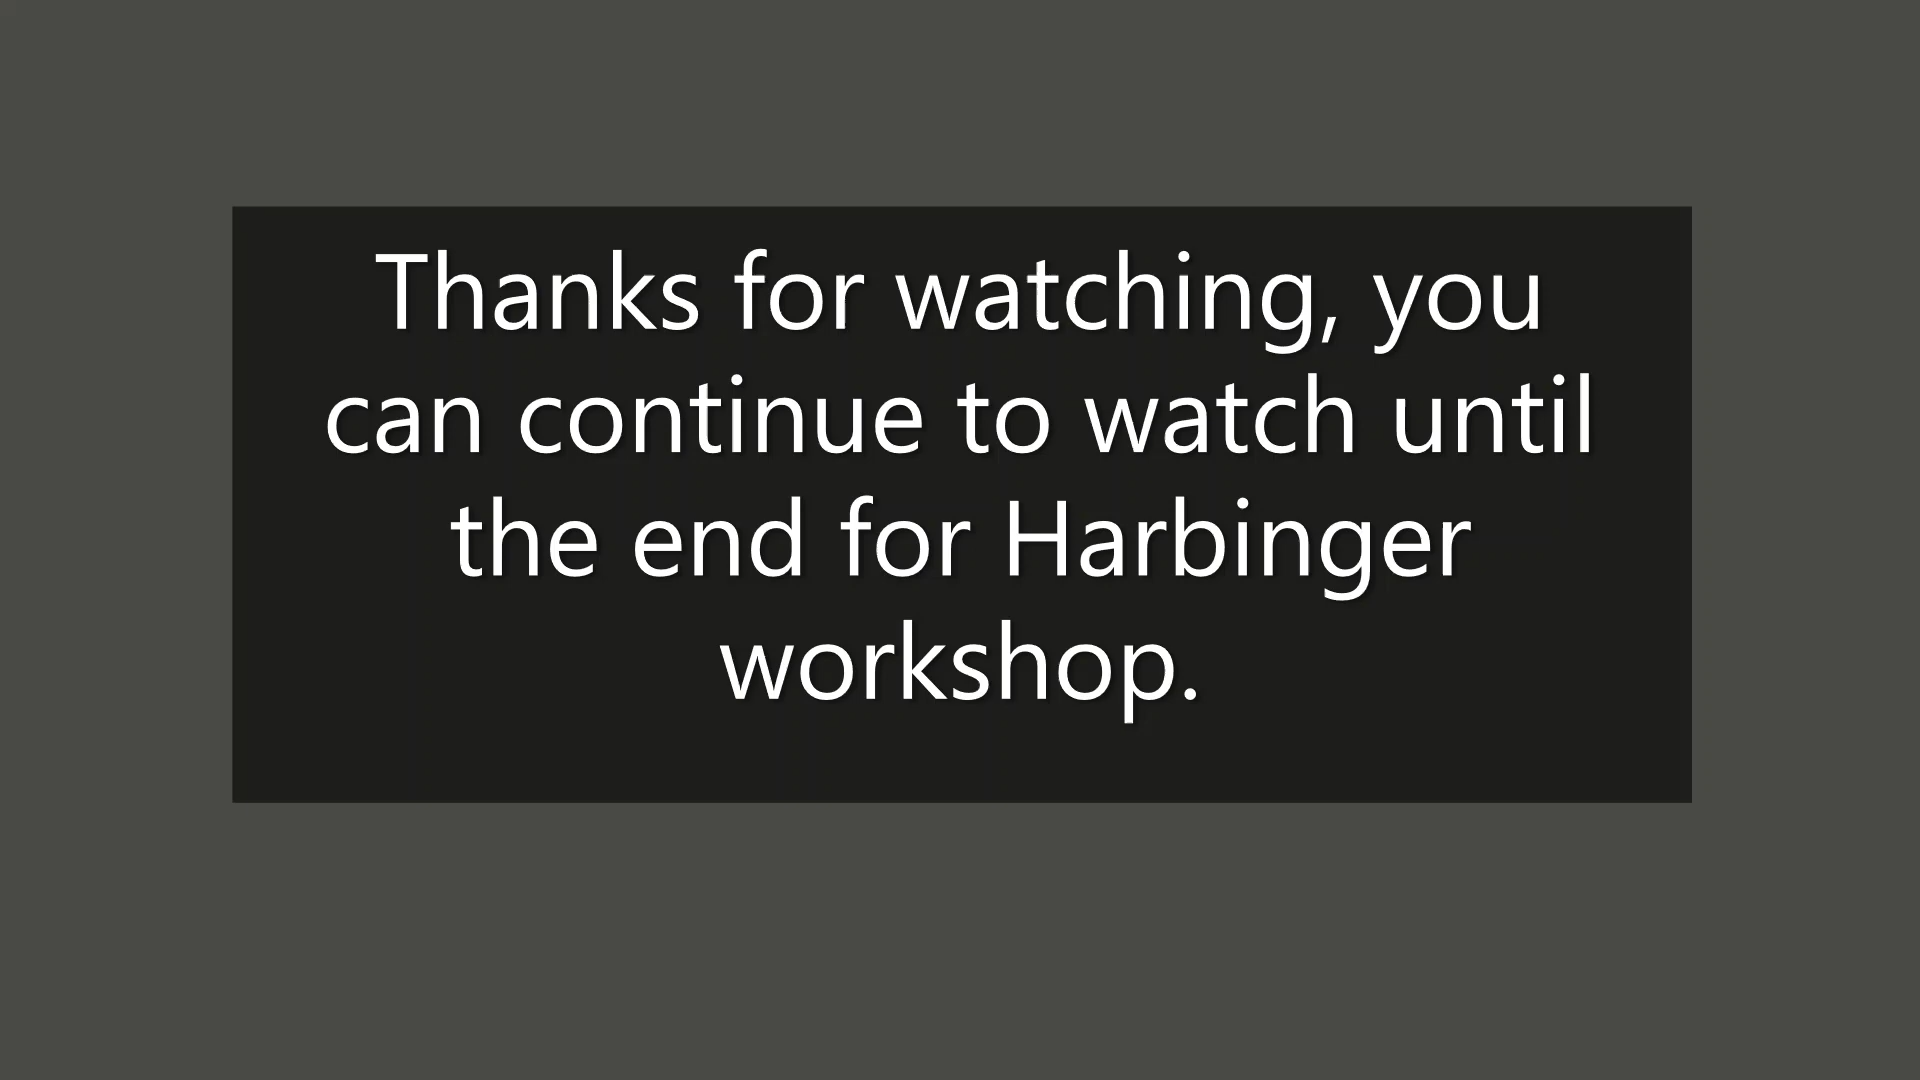 Thanks for watching, you
can continue to watch until
the end for Harbinger
workshop.